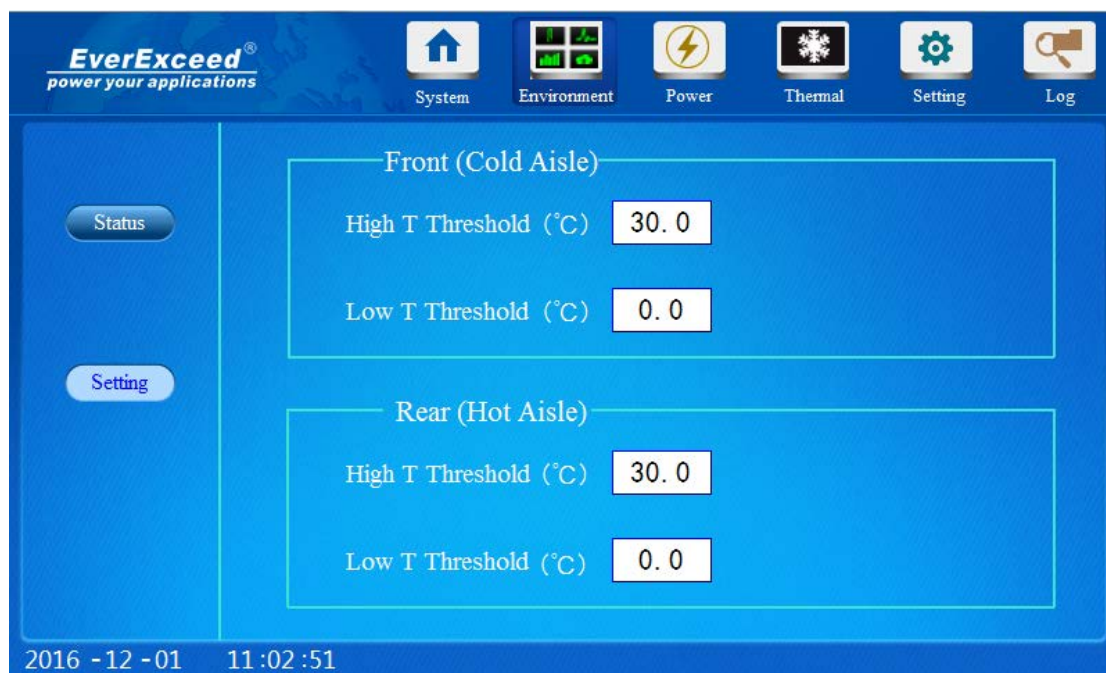 EverExceed®
power your applications
System Environment Power Thermal Setting Log
Front (Cold Aisle)
Status High T Threshold (℃) 30.0
Low T Threshold (℃) 0.0
Setting
Rear (Hot Aisle)
High T Threshold (℃) 30.0
Low T Threshold (℃) 0.0
2016 -12 -01 11:02:51